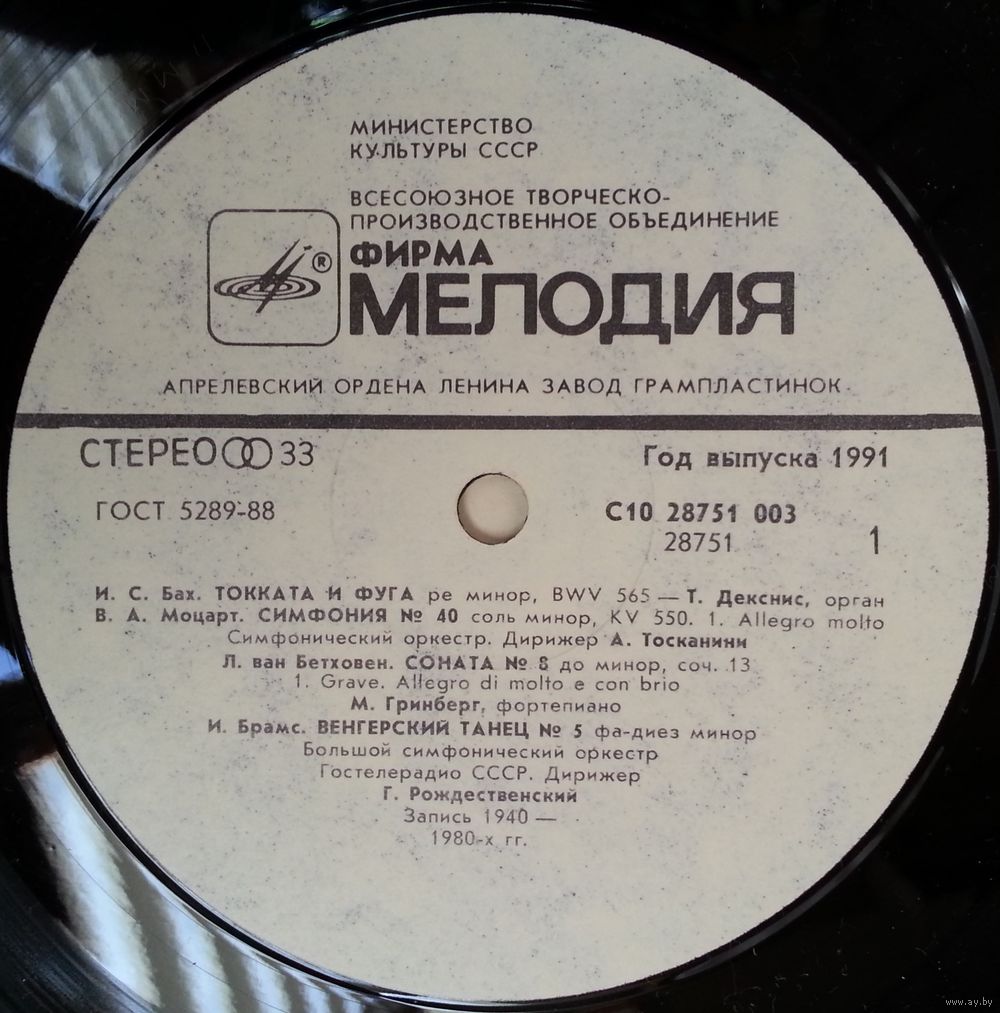 МИНИСТЕРСТВО
КУЛЬТУРЫ СССР
ВСЕСОЮЗНОЕ ТВОРЧЕСКО-
ПРОИЗВОДСТВЕННОЕ ОБЪЕДИНЕНИЕ
ФИРМА
®
МЕЛОДИЯ
АПРЕЛЕВСКИЙ ОРДЕНА ЛЕНИНА ЗАВОД ГРАМПЛАСТИНОК
СТЕРЕО 33 Год выпуска 1991
ГОСТ 5289-88 С10 28751 003
28751 1
И. С. Бах. ТОККАТА И ФУГА ре минор, BWV 565 — Т. Декснис, орган
В. А. Моцарт. СИМФОНИЯ № 40 соль минор, KV 550. 1. Allegro molto
Симфонический оркестр. Дирижер А. Тосканини
Л. ван Бетховен. СОНАТА № 8 до минор, соч. 13
1. Grave. Allegro di molto e con brio
М. Гринберг, фортепиано
И. Брамс. ВЕНГЕРСКИЙ ТАНЕЦ № 5 фа-диез минор
Большой симфонический оркестр
Гостелерадио СССР. Дирижер
Г. Рождественский
Запись 1940 —
1980-х гг.
www.ay.by